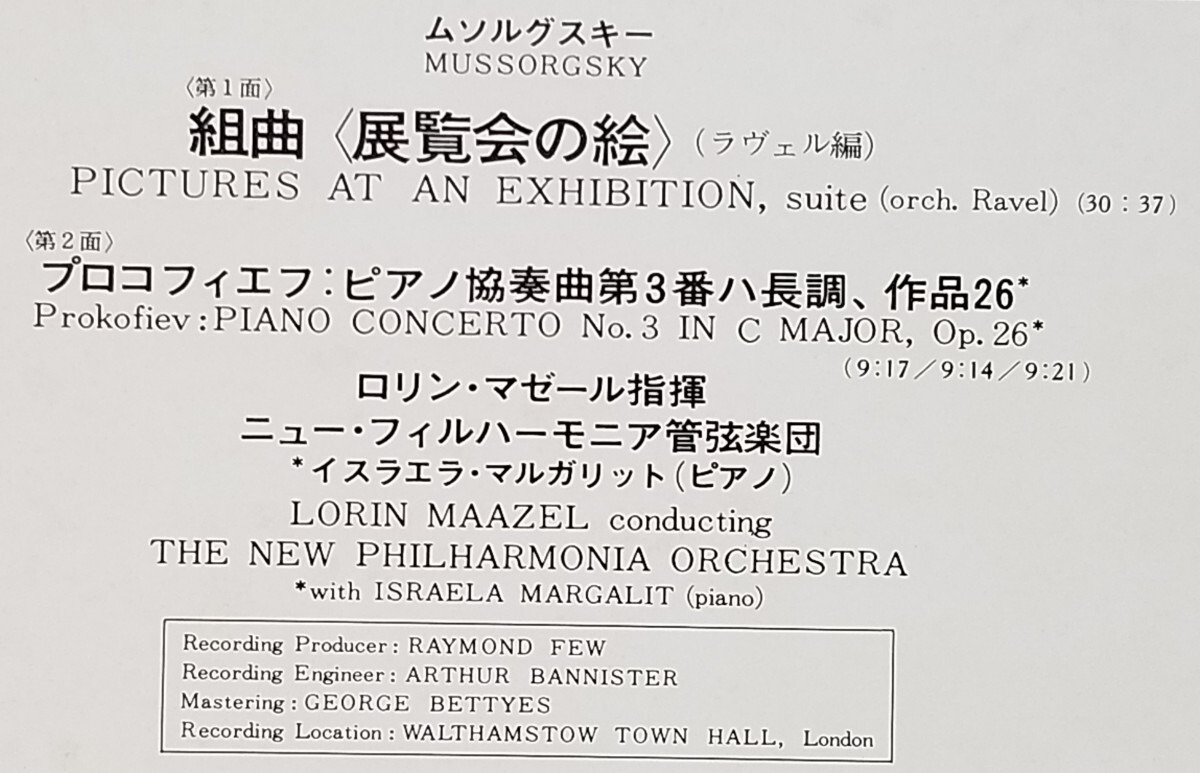 ムソルグスキー
MUSSORGSKY
〈第1面〉
組曲〈展覧会の絵〉(ラヴェル編)
PICTURES AT AN EXHIBITION, suite (orch. Ravel) (30:37)
〈第2面〉
プロコフィエフ:ピアノ協奏曲第3番ハ長調、作品26*
Prokofiev:PIANO CONCERTO No.3 IN C MAJOR, Op.26*
(9:17/9:14/9:21)
ロリン・マゼール指揮
ニュー・フィルハーモニア管弦楽団
*イスラエラ・マルガリット(ピアノ)
LORIN MAAZEL conducting
THE NEW PHILHARMONIA ORCHESTRA
*with ISRAELA MARGALIT (piano)
Recording Producer: RAYMOND FEW
Recording Engineer: ARTHUR BANNISTER
Mastering: GEORGE BETTYES
Recording Location: WALTHAMSTOW TOWN HALL, London